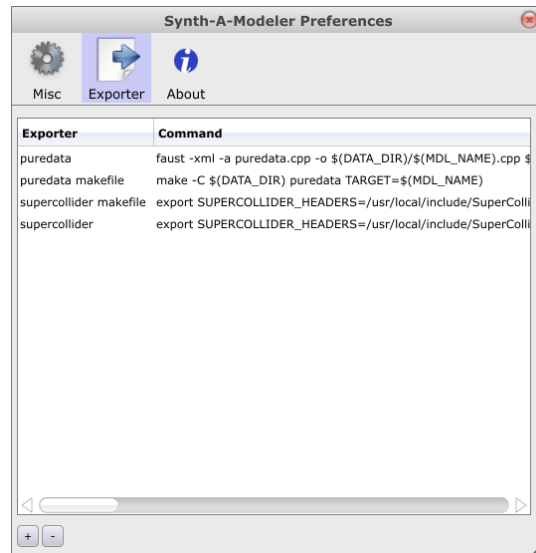 Synth-A-Modeler Preferences
Misc Exporter About
Exporter Command
puredata faust -xml -a puredata.cpp -o $(DATA_DIR)/$(MDL_NAME).cpp $
puredata makefile make -C $(DATA_DIR) puredata TARGET=$(MDL_NAME)
supercollider makefile export SUPERCOLLIDER_HEADERS=/usr/local/include/SuperColli
supercollider export SUPERCOLLIDER_HEADERS=/usr/local/include/SuperColli
+ -